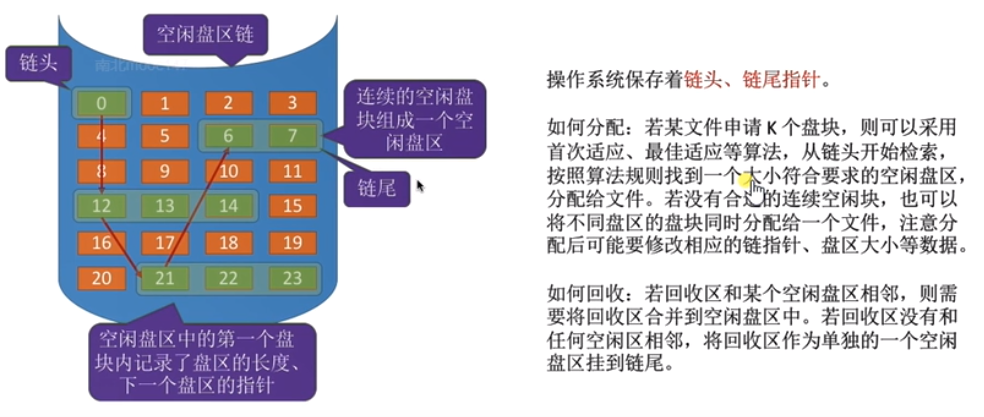 空闲盘区链
链头
0 1 2 3
连续的空闲盘
块组成一个空
闲盘区
4 5 6 7
8 9 10 11
链尾
12 13 14 15
16 17 18 19
20 21 22 23
空闲盘区中的第一个盘
块内记录了盘区的长度、
下一个盘区的指针
操作系统保存着链头、链尾指针。
如何分配：若某文件申请 K 个盘块，则可以采用
首次适应、最佳适应等算法，从链头开始检索，
按照算法规则找到一个大小符合要求的空闲盘区，
分配给文件。若没有合适的连续空闲块，也可以
将不同盘区的盘块同时分配给一个文件，注意分
配后可能要修改相应的链指针、盘区大小等数据。
如何回收：若回收区和某个空闲盘区相邻，则需
要将回收区合并到空闲盘区中。若回收区没有和
任何空闲区相邻，将回收区作为单独的一个空闲
盘区挂到链尾。